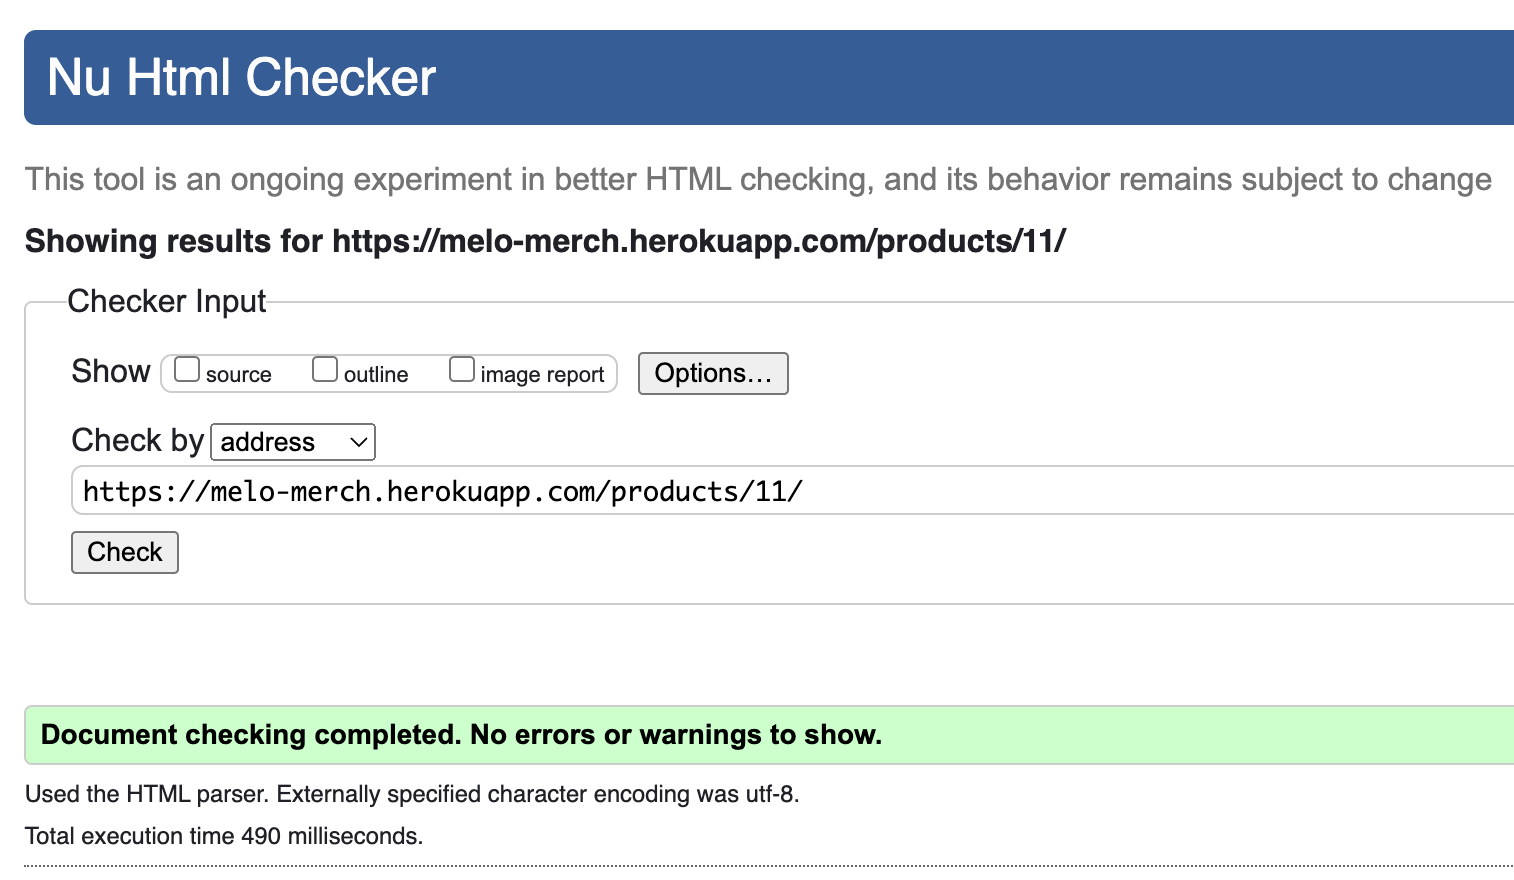 Nu Html Checker
This tool is an ongoing experiment in better HTML checking, and its behavior remains subject to change
Showing results for https://melo-merch.herokuapp.com/products/11/
Checker Input
Show source outline image report Options…
Check by address
https://melo-merch.herokuapp.com/products/11/
Check
Document checking completed. No errors or warnings to show.
Used the HTML parser. Externally specified character encoding was utf-8.
Total execution time 490 milliseconds.